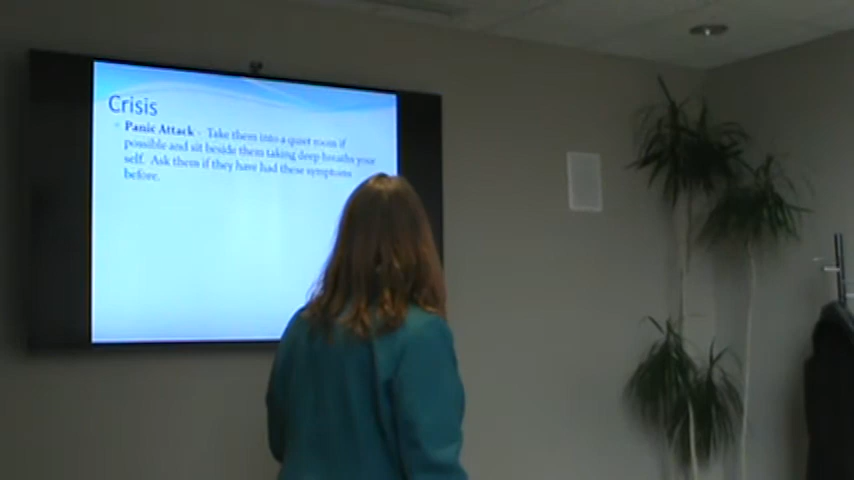 Crisis
Panic Attack - Take them into a quiet room if
possible and sit beside them taking deep breaths your
self. Ask them if they have had these symptoms
before.